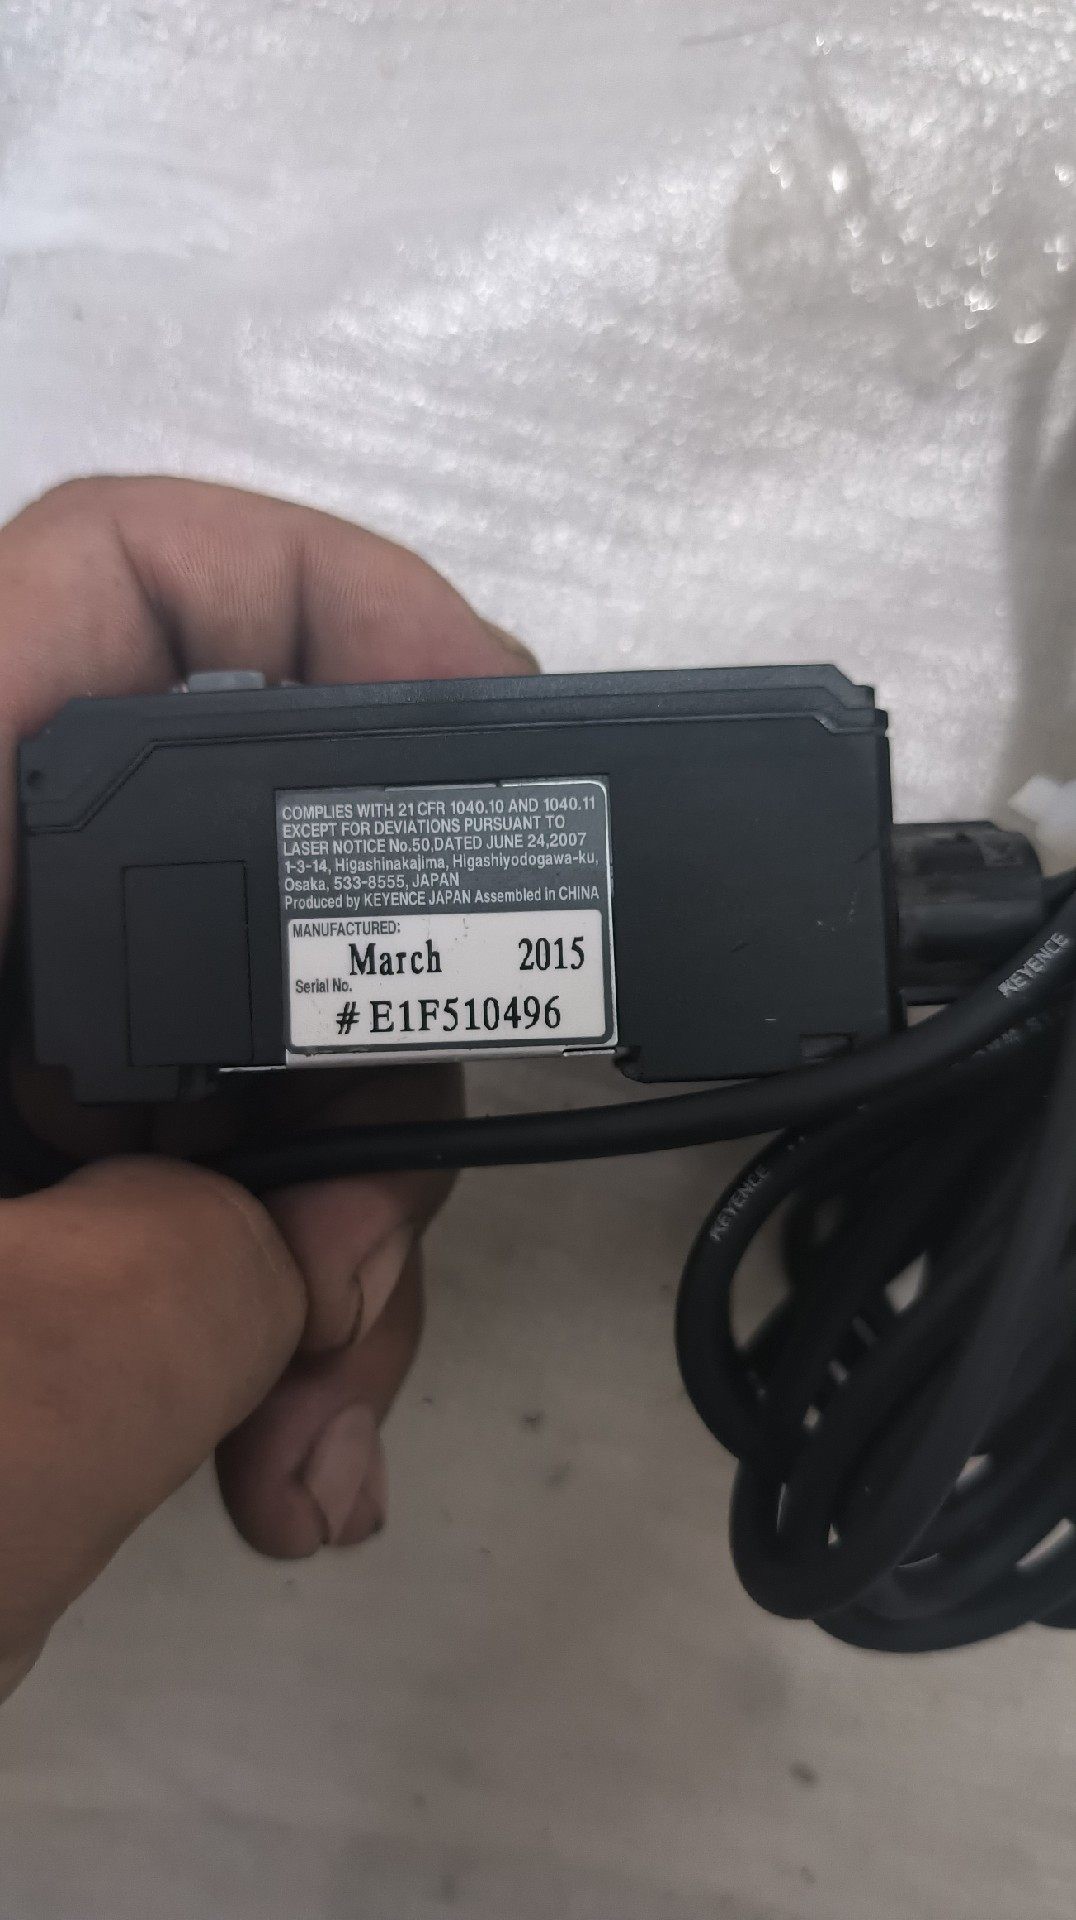 COMPLIES WITH 21 CFR 1040.10 AND 1040.11
EXCEPT FOR DEVIATIONS PURSUANT TO
LASER NOTICE No.50,DATED JUNE 24,2007
1-3-14, Higashinakajima, Higashiyodogawa-ku,
Osaka, 533-8555, JAPAN
Produced by KEYENCE JAPAN Assembled in CHINA
MANUFACTURED:
March 2015
Serial No.
# E1F510496
KEYENCE
KEYENCE